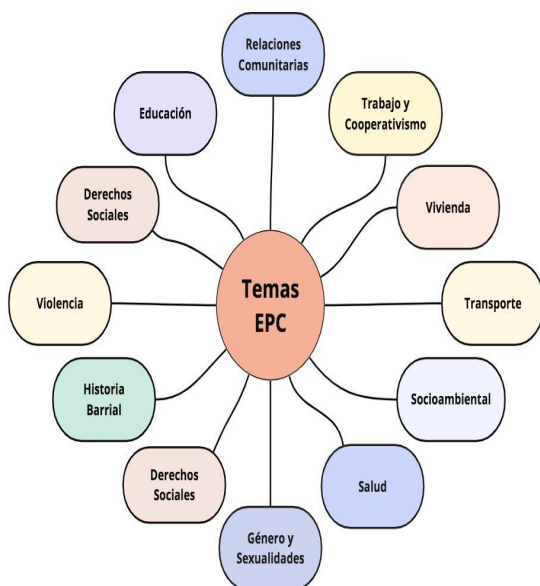 Relaciones
Comunitarias
Trabajo y
Cooperativismo
Educación
Derechos
Sociales
Vivienda
Temas
EPC
Violencia
Transporte
Historia
Barrial
Socioambiental
Derechos
Sociales
Salud
Género y
Sexualidades